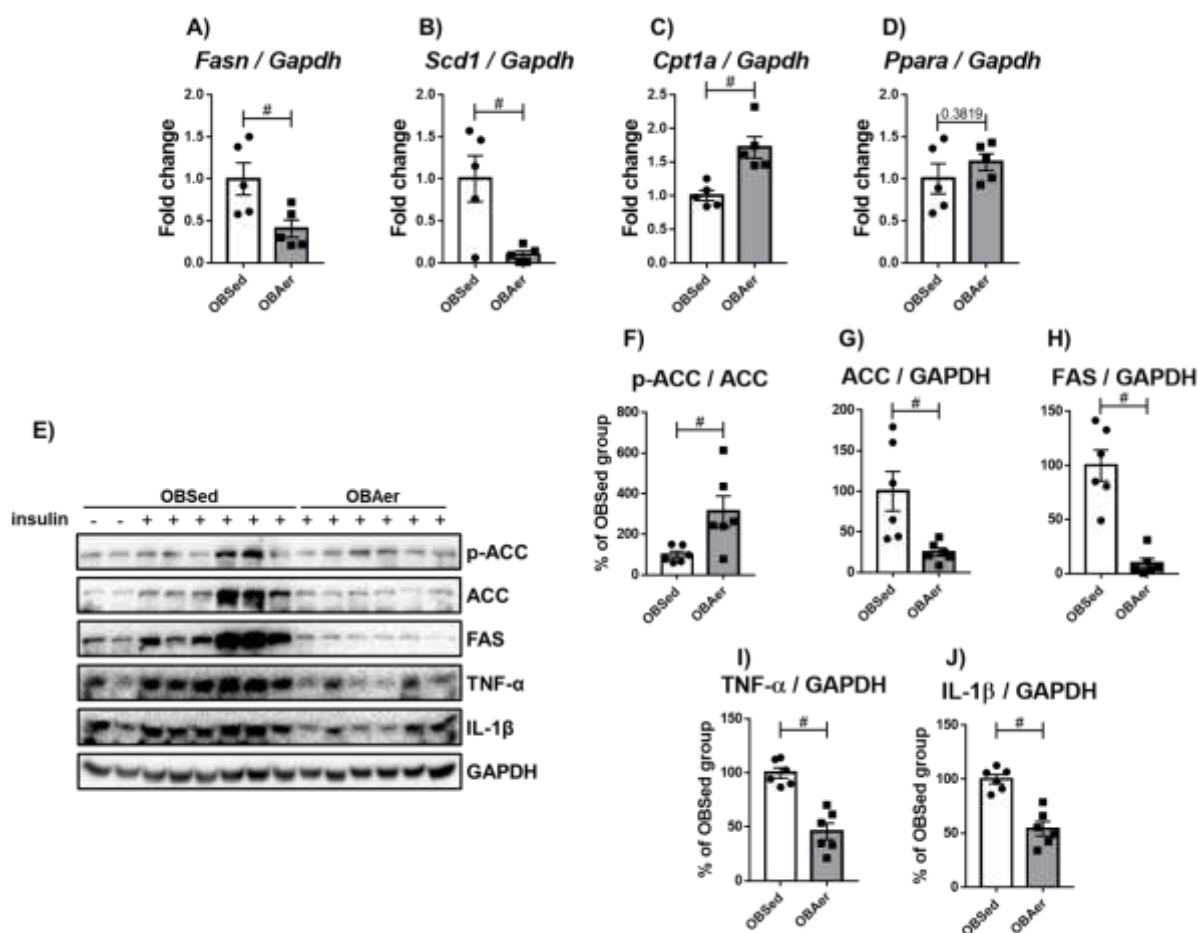 A)
Fasn / Gapdh
Fold change
2.0
1.5
1.0
0.5
0.0
#
OBSed
OBAer
B)
Scd1 / Gapdh
Fold change
2.0
1.5
1.0
0.5
0.0
#
OBSed
OBAer
C)
Cpt1a / Gapdh
Fold change
2.5
2.0
1.5
1.0
0.5
0.0
#
OBSed
OBAer
D)
Ppara / Gapdh
Fold change
2.0
1.5
1.0
0.5
0.0
0.3819
OBSed
OBAer
E)
OBSed OBAer
insulin - - + + + + + + + + + + + +
p-ACC
ACC
FAS
TNF-α
IL-1β
GAPDH
F)
p-ACC / ACC
% of OBSed group
800
600
400
200
0
#
OBSed
OBAer
G)
ACC / GAPDH
200
150
100
50
0
#
OBSed
OBAer
H)
FAS / GAPDH
150
100
50
0
#
OBSed
OBAer
I)
TNF-α / GAPDH
% of OBSed group
150
100
50
0
#
OBSed
OBAer
J)
IL-1β / GAPDH
% of OBSed group
150
100
50
0
#
OBSed
OBAer